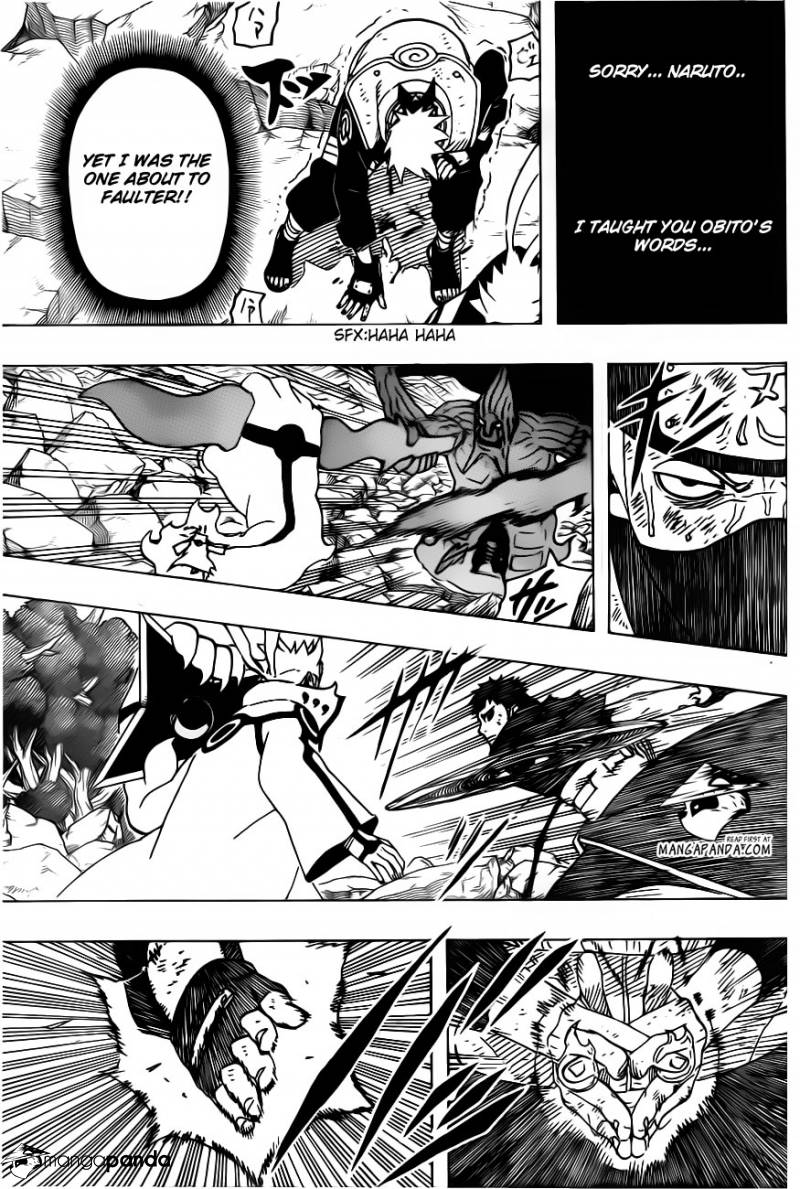 SORRY... NARUTO..
I TAUGHT YOU OBITO'S
WORDS...
YET I WAS THE
ONE ABOUT TO
FAULTER!!
SFX:HAHA HAHA
READ FIRST AT
MANGAPANDA.COM
mangapanda